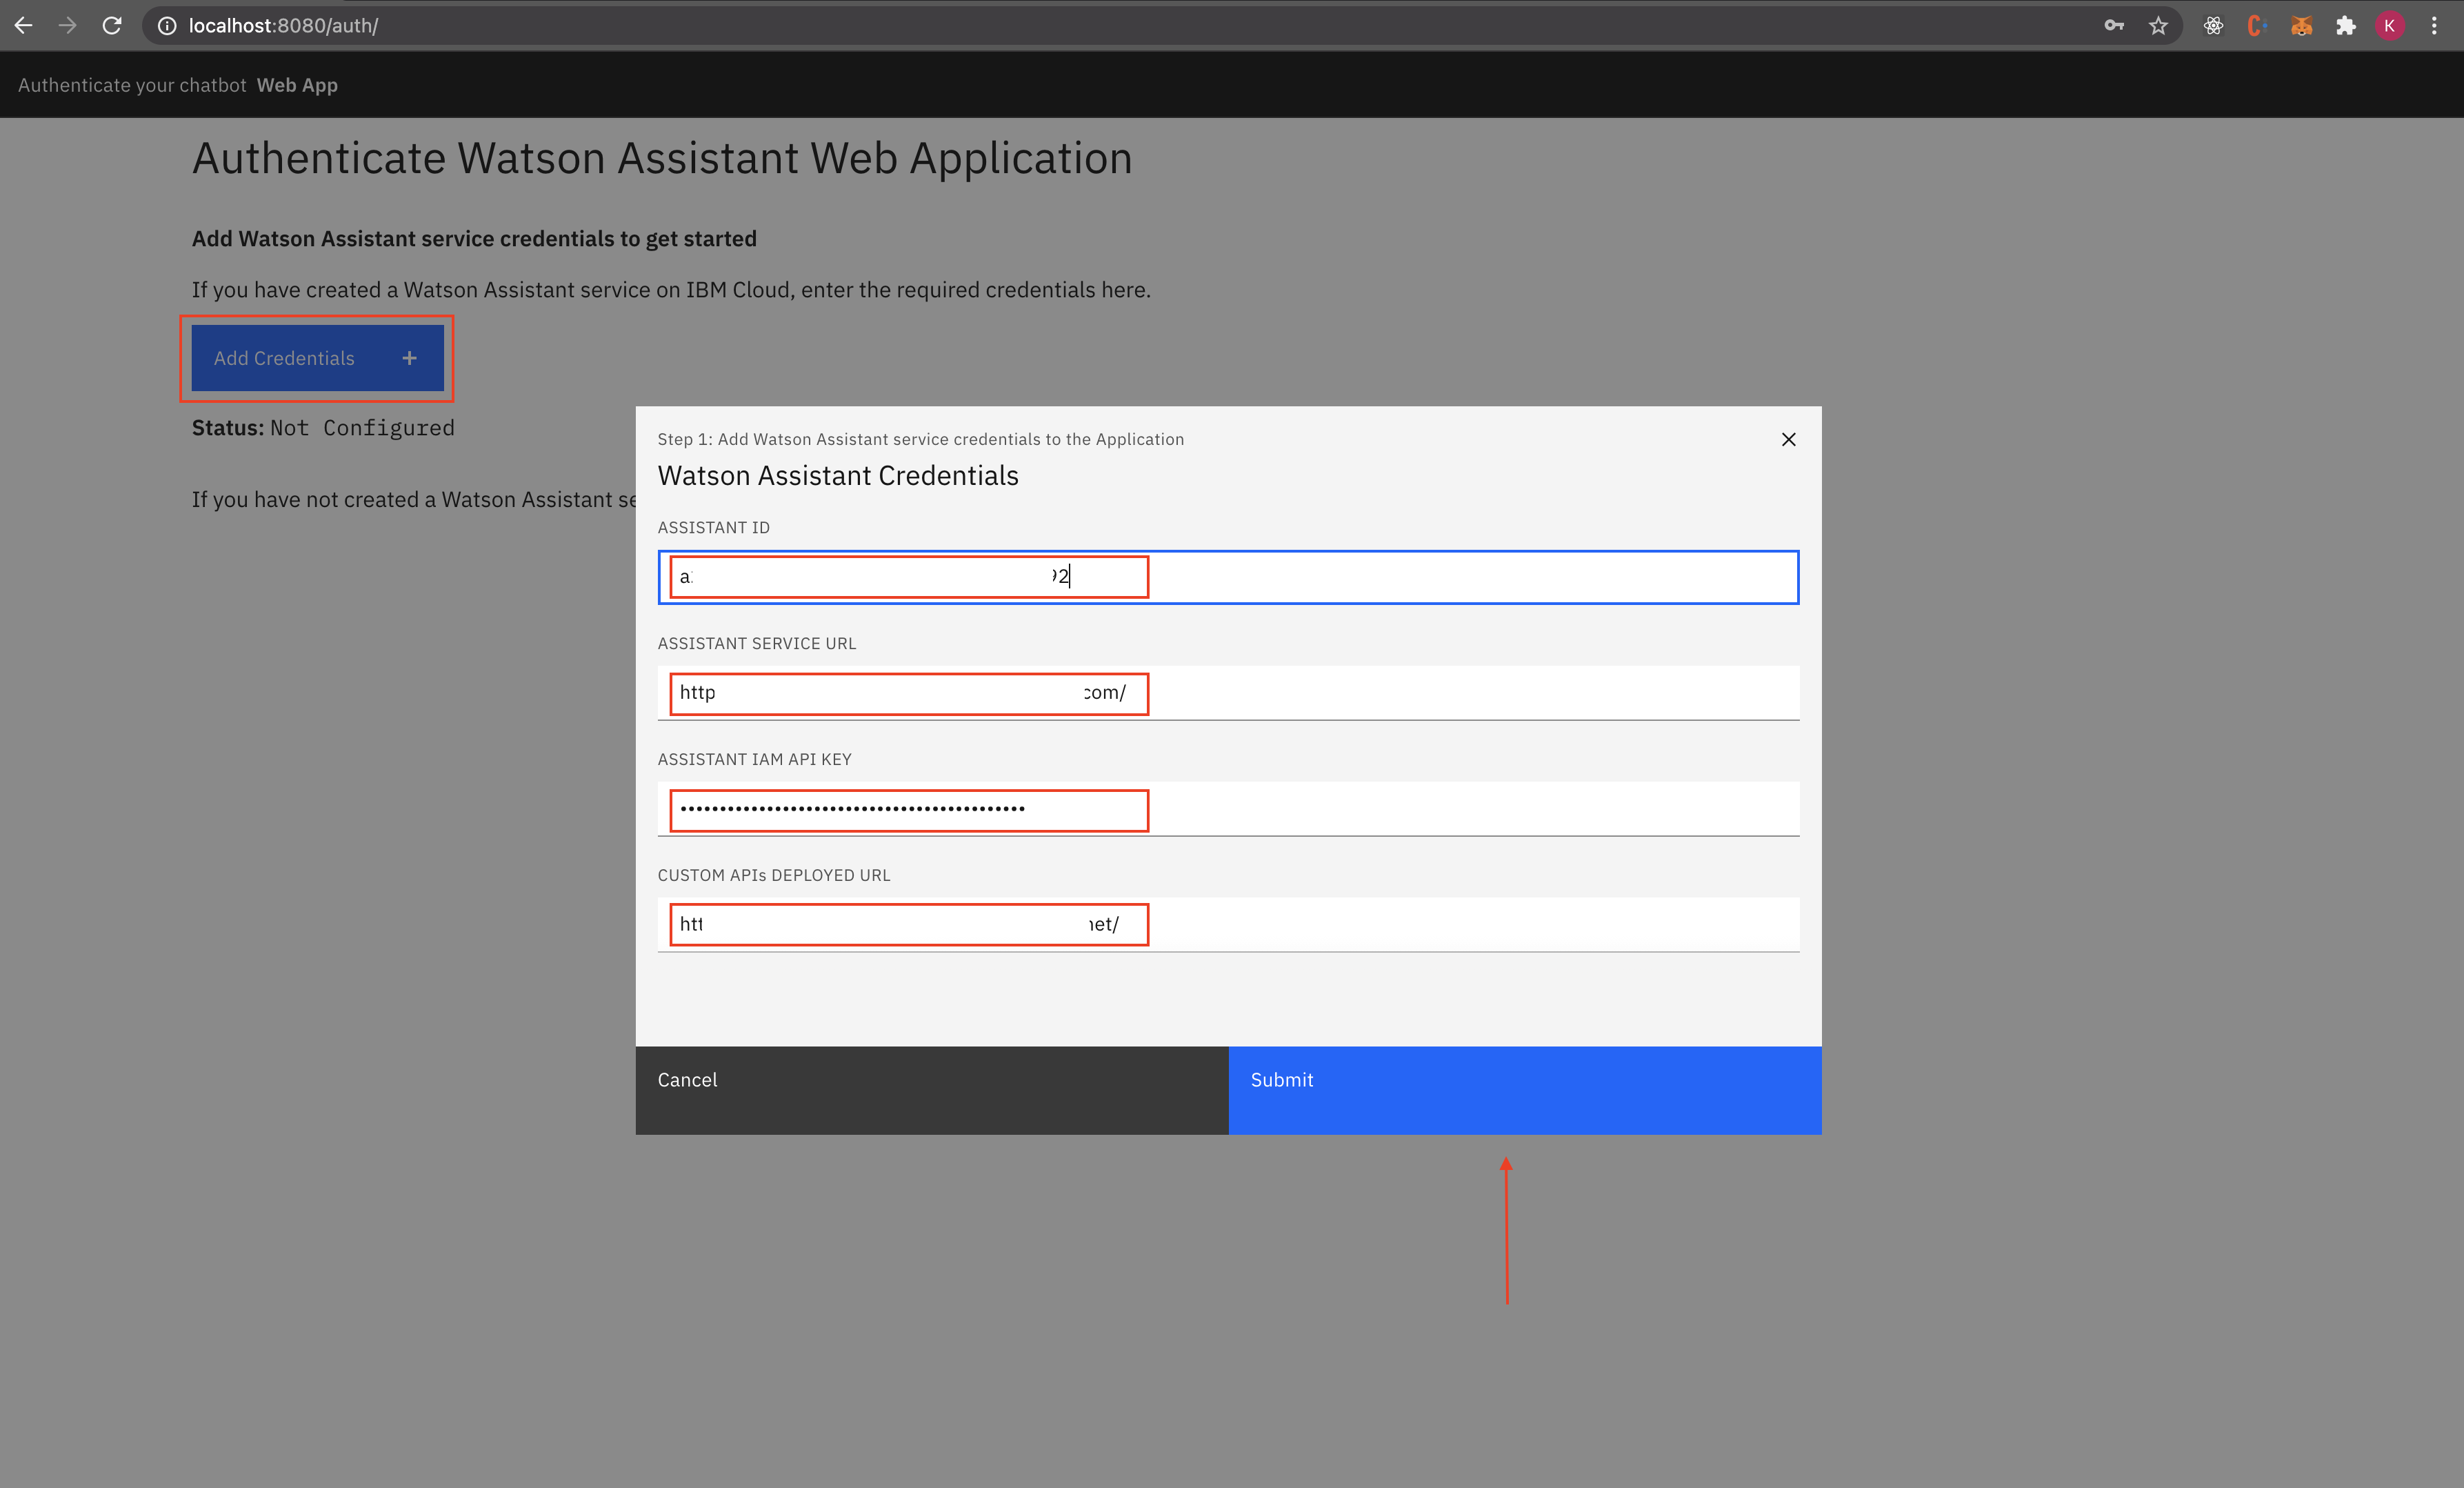 localhost:8080/auth/
K
Authenticate your chatbot Web App
Authenticate Watson Assistant Web Application
Add Watson Assistant service credentials to get started
If you have created a Watson Assistant service on IBM Cloud, enter the required credentials here.
Add Credentials +
Status: Not Configured
If you have not created a Watson Assistant se
Step 1: Add Watson Assistant service credentials to the Application
Watson Assistant Credentials
ASSISTANT ID
a 92
ASSISTANT SERVICE URL
http com/
ASSISTANT IAM API KEY
CUSTOM APIs DEPLOYED URL
htt net/
Cancel
Submit